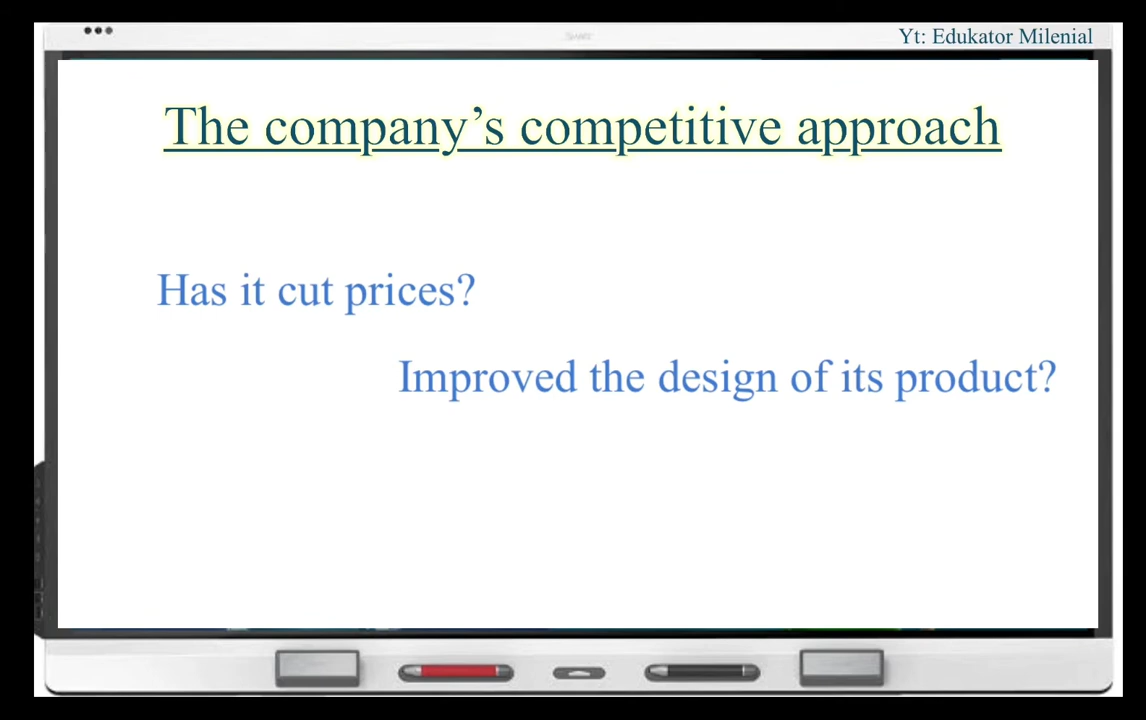 Yt: Edukator Milenial
The company's competitive approach
Has it cut prices?
Improved the design of its product?